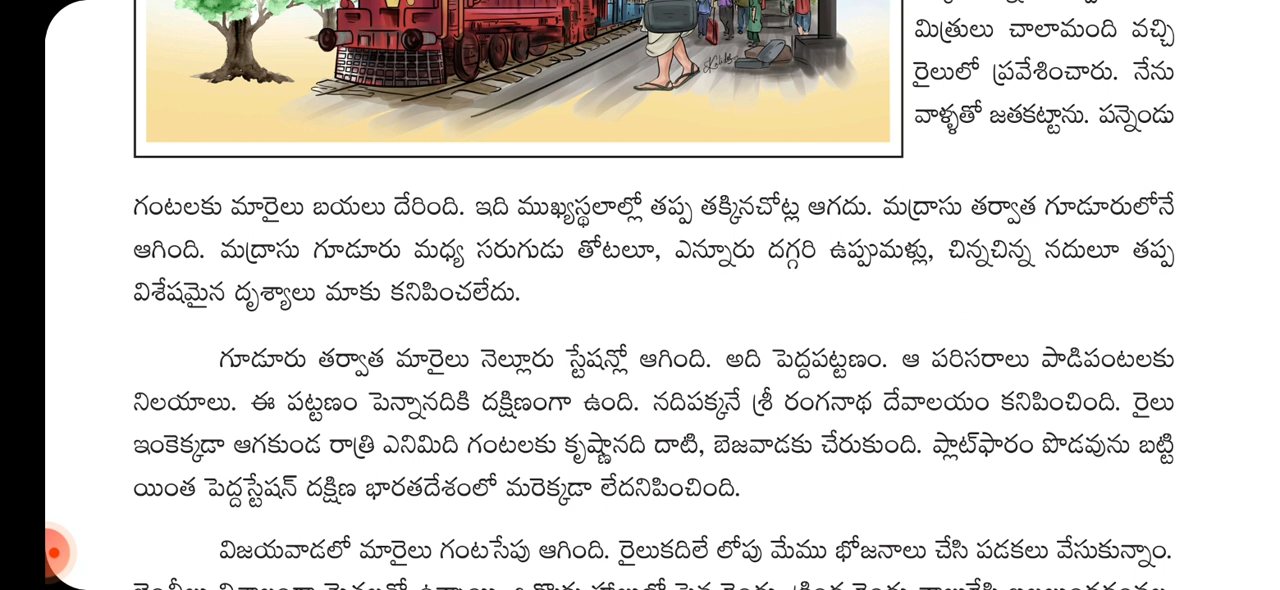 మిత్రులు చాలామంది వచ్చి
రైలులో ప్రవేశించారు. నేను
వాళ్ళతో జతకట్టాను. పన్నెండు
గంటలకు మారైలు బయలు దేరింది. ఇది ముఖ్యస్థలాల్లో తప్ప తక్కినచోట్ల ఆగదు. మద్రాసు తర్వాత గూడూరులోనే
ఆగింది. మద్రాసు గూడూరు మధ్య సరుగుడు తోటలూ, ఎన్నూరు దగ్గరి ఉప్పుమళ్లు, చిన్నచిన్న నదులూ తప్ప
విశేషమైన దృశ్యాలు మాకు కనిపించలేదు.
గూడూరు తర్వాత మారైలు నెల్లూరు స్టేషన్లో ఆగింది. అది పెద్దపట్టణం. ఆ పరిసరాలు పాడిపంటలకు
నిలయాలు. ఈ పట్టణం పెన్నానదికి దక్షిణంగా ఉంది. నదిపక్కనే శ్రీ రంగనాథ దేవాలయం కనిపించింది. రైలు
ఇంకెక్కడా ఆగకుండ రాత్రి ఎనిమిది గంటలకు కృష్ణానది దాటి, బెజవాడకు చేరుకుంది. ప్లాట్‌ఫారం పొడవును బట్టి
యింత పెద్దస్టేషన్ దక్షిణ భారతదేశంలో మరెక్కడా లేదనిపించింది.
విజయవాడలో మారైలు గంటసేపు ఆగింది. రైలుకదిలే లోపు మేము భోజనాలు చేసి పడకలు వేసుకున్నాం.